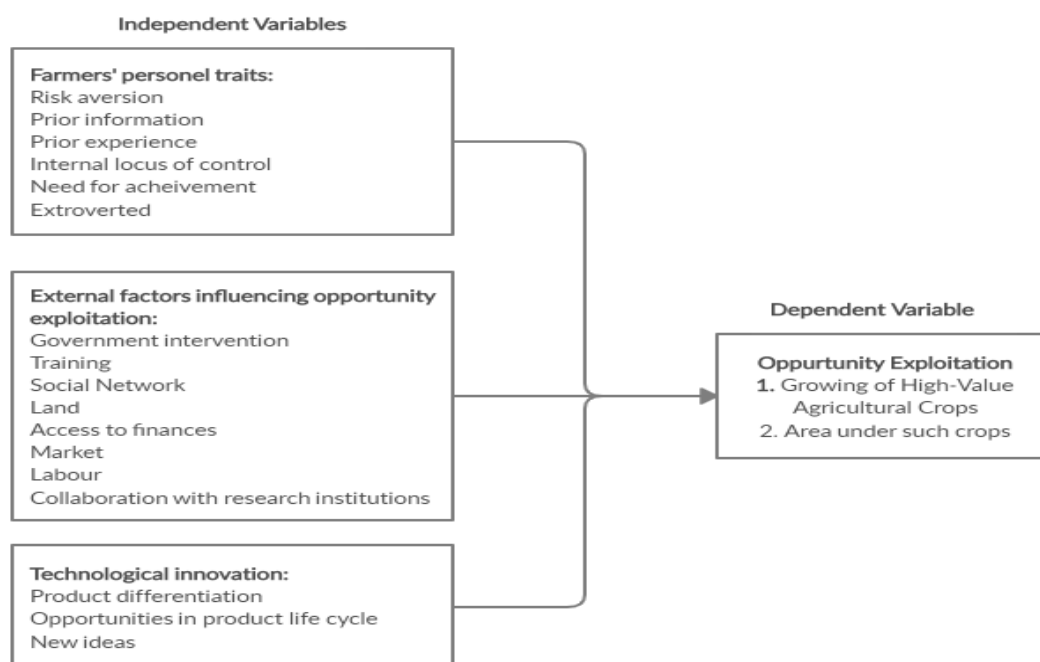 Independent Variables
Farmers' personel traits:
Risk aversion
Prior information
Prior experience
Internal locus of control
Need for acheivement
Extroverted
External factors influencing opportunity
exploitation:
Government intervention
Training
Social Network
Land
Access to finances
Market
Labour
Collaboration with research institutions
Technological innovation:
Product differentiation
Opportunities in product life cycle
New ideas
Dependent Variable
Oppurtunity Exploitation
1. Growing of High-Value
Agricultural Crops
2. Area under such crops